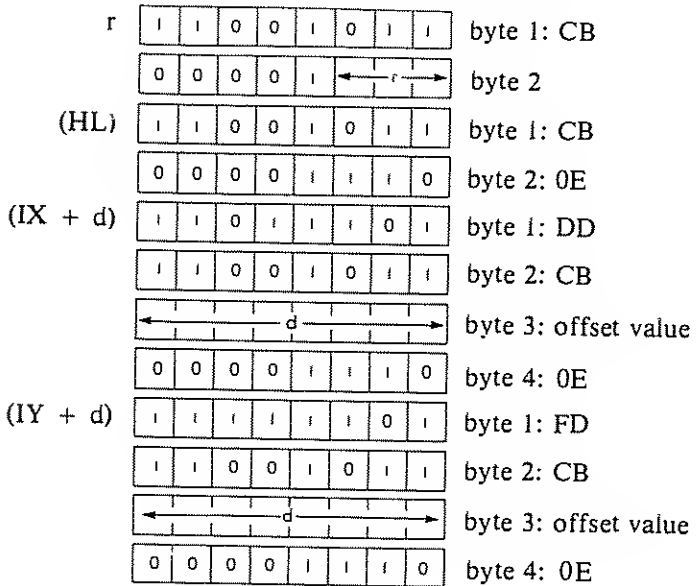 r 1 1 0 0 1 0 1 1 byte 1: CB
0 0 0 0 1 r byte 2
(HL) 1 1 0 0 1 0 1 1 byte 1: CB
0 0 0 0 1 1 1 0 byte 2: 0E
(IX + d) 1 1 0 1 1 1 0 1 byte 1: DD
1 1 0 0 1 0 1 1 byte 2: CB
d byte 3: offset value
0 0 0 0 1 1 1 0 byte 4: 0E
(IY + d) 1 1 1 1 1 1 0 1 byte 1: FD
1 1 0 0 1 0 1 1 byte 2: CB
d byte 3: offset value
0 0 0 0 1 1 1 0 byte 4: 0E